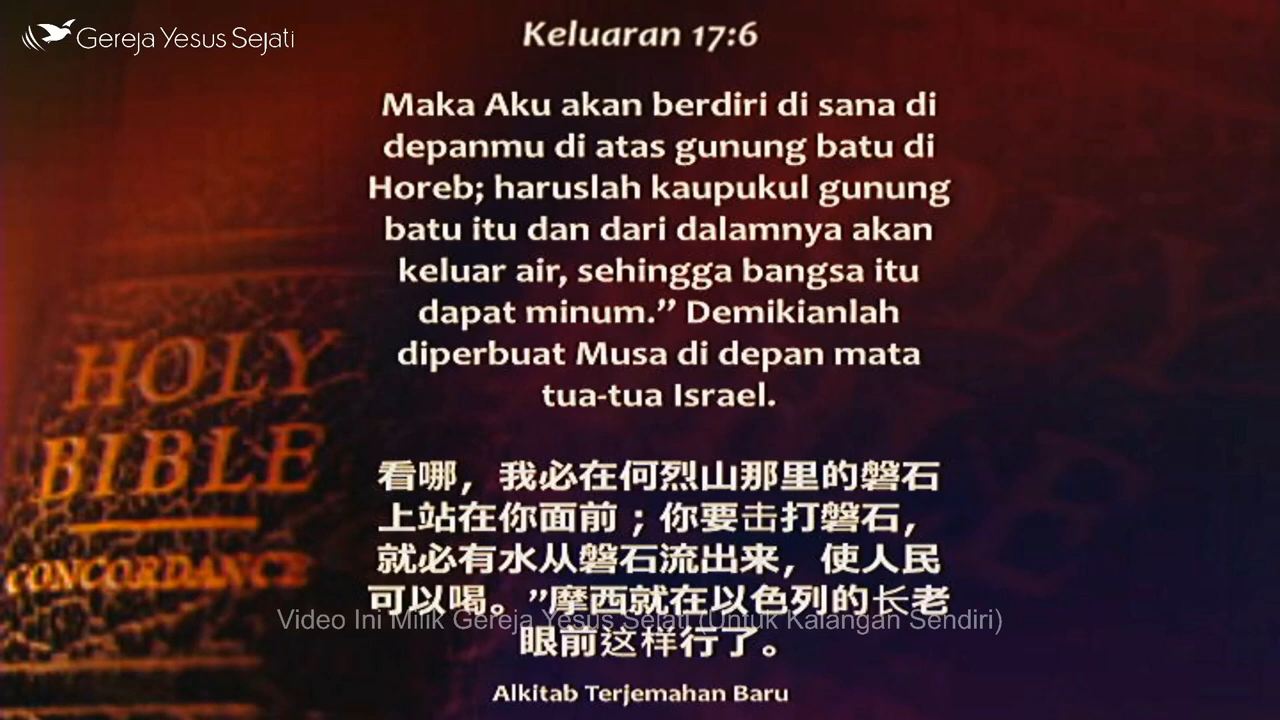 Gereja Yesus Sejati
Keluaran 17:6
Maka Aku akan berdiri di sana di
depanmu di atas gunung batu di
Horeb; haruslah kaupukul gunung
batu itu dan dari dalamnya akan
keluar air, sehingga bangsa itu
dapat minum.” Demikianlah
diperbuat Musa di depan mata
tua-tua Israel.
HOLY
BIBLE
CONCORDANCE
看哪，我必在何烈山那里的磐石
上站在你面前；你要击打磐石，
就必有水从磐石流出来，使人民
可以喝。”摩西就在以色列的长老
Video Ini Milik Gereja Yesus Sejati (Untuk Kalangan Sendiri)
眼前这样行了。
Alkitab Terjemahan Baru